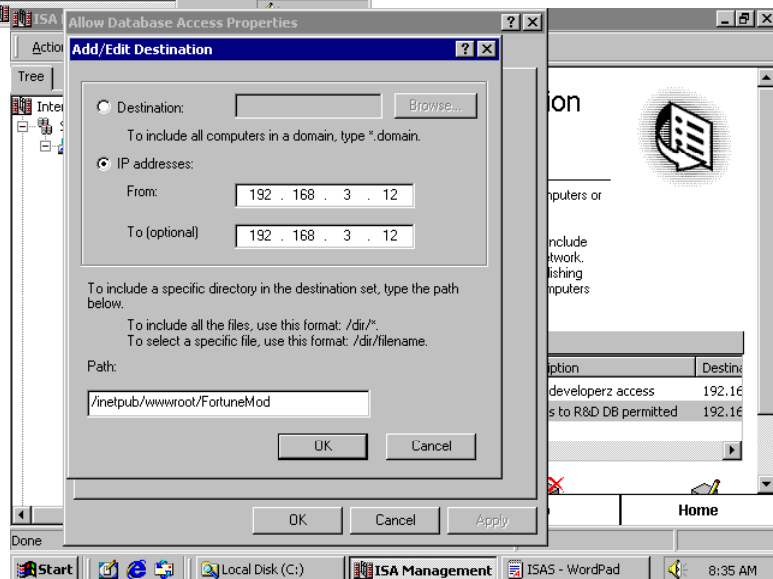 ISA
Allow Database Access Properties
Action
Add/Edit Destination
Tree
Destination:
Browse...
To include all computers in a domain, type *.domain.
IP addresses:
From:
192 . 168 . 3 . 12
To (optional)
192 . 168 . 3 . 12
To include a specific directory in the destination set, type the path
below.
To include all the files, use this format: /dir/*.
To select a specific file, use this format: /dir/filename.
Path:
/inetpub/wwwroot/FortuneMod
OK
Cancel
OK
Cancel
Apply
Inter
ion
nputers or
nclude
etwork.
lishing
mputers
iption
Destina
developerz access
192.16
s to R&D DB permitted
192.16
Home
Done
Start
Local Disk (C:)
ISA Management
ISAS - WordPad
8:35 AM